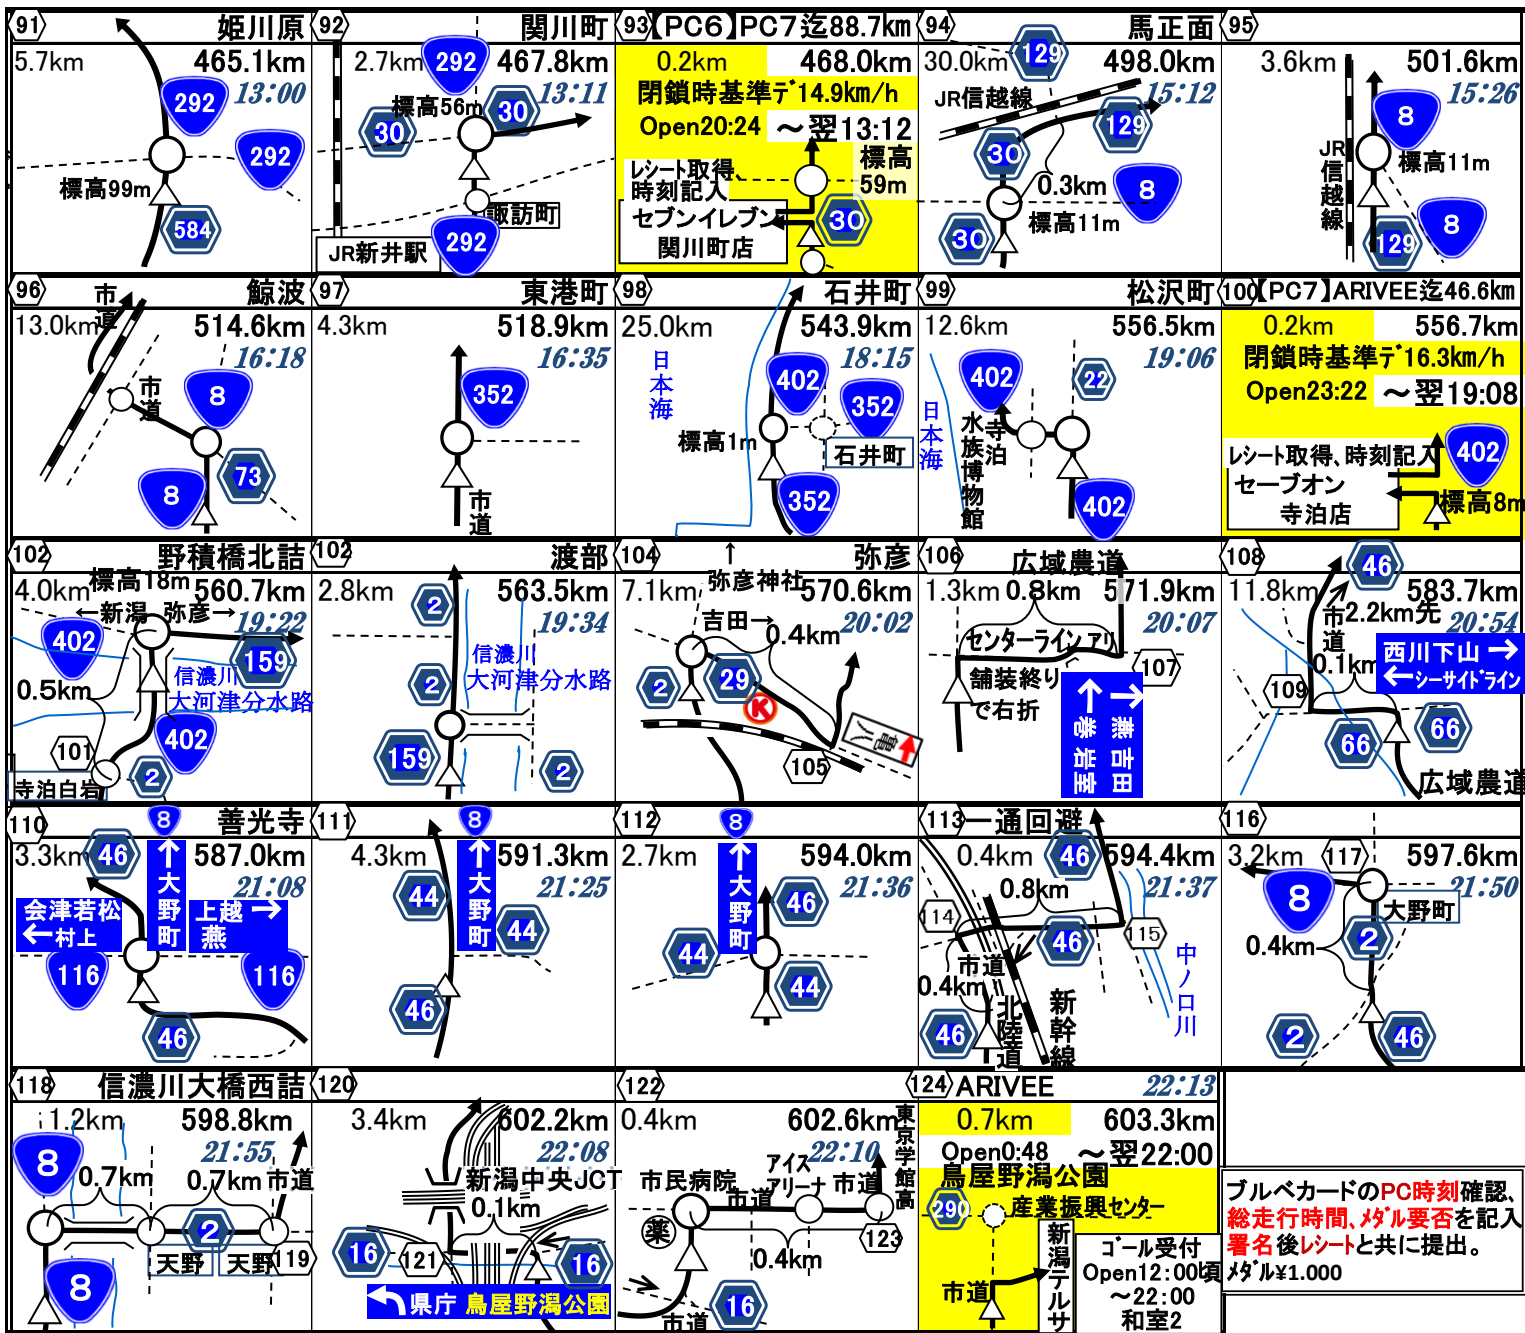 91 姫川原
5.7km 465.1km
13:00
292
292
標高99m
584
92 関川町
2.7km 292 467.8km
13:11
標高56m 30
30
諏訪町
JR新井駅 292
93 【PC6】PC7迄88.7km
0.2km 468.0km
閉鎖時基準ﾃﾞ14.9km/h
Open20:24 ～翌13:12
標高
59m
レシート取得、
時刻記入
セブンイレブン
関川町店
30
94 馬正面
30.0km 129 498.0km
15:12
JR信越線
129
30
0.3km 8
標高11m
30
95
3.6km 501.6km
15:26
8
JR信越線
標高11m
8
129
96 鯨波
13.0km 514.6km
16:18
市道
市道
8
73
8
97 東港町
4.3km 518.9km
16:35
352
市道
98 石井町
25.0km 543.9km
18:15
日本海
402
352
標高1m
石井町
352
99 松沢町
12.6km 556.5km
19:06
402 22
日本海
寺泊
水族博物館
402
100 【PC7】ARIVEE迄46.6km
0.2km 556.7km
閉鎖時基準ﾃﾞ16.3km/h
Open23:22 ～翌19:08
レシート取得、時刻記入
セーブオン
寺泊店
402
標高8m
102 野積橋北詰
4.0km 標高18m 560.7km
←新潟 弥彦→ 19:22
402
159
信濃川
大河津分水路
0.5km
402
101
寺泊白岩 2
102 渡部
2.8km 563.5km
19:34
2
信濃川
大河津分水路
2
159 2
104 ↑ 弥彦
弥彦神社
7.1km 570.6km
吉田→ 20:02
0.4km
2 29
K
105
106 広域農道
1.3km 0.8km 571.9km
20:07
センターラインアリ
107
舗装終り
で右折
↑ 巻 岩室
→ 燕 吉田
108 46
11.8km 583.7km
市道 2.2km先 20:54
西川下山→
←シーサイドライン
0.1km
109
66 66
広域農道
110 8 善光寺
3.3km 46 587.0km
21:08
↑大野町
会津若松
←村上
上越→
燕
116 116
46
111 8
4.3km 591.3km
21:25
↑大野町
44
44
46
112 8
2.7km 594.0km
21:36
↑大野町
46
44
44
113 一通回避
0.4km 46 594.4km
21:37
0.8km
114 115
46
市道
0.4km
46
北陸道
新幹線
中ノ口川
116
3.2km 117 597.6km
21:50
8 大野町
2
0.4km
2 46
118 信濃川大橋西詰
1.2km 598.8km
21:55
8
0.7km 0.7km 市道
2
天野 天野 119
8
120
3.4km 602.2km
22:08
新潟中央JCT
0.1km
16 121 16
県庁 鳥屋野潟公園
122
0.4km 602.6km
22:10
東京学館高
市民病院 アイスアリーナ
市道 市道
薬
0.4km 123
16
市道
124 ARIVEE 22:13
0.7km 603.3km
Open0:48 ～翌22:00
鳥屋野潟公園
290 産業振興センター
新潟テルサ
市道
ゴール受付
Open12:00頃
～22:00
和室2
ブルベカードのPC時刻確認、
総走行時間、ﾒﾀﾞﾙ要否を記入
署名後レシートと共に提出。
ﾒﾀﾞﾙ¥1.000